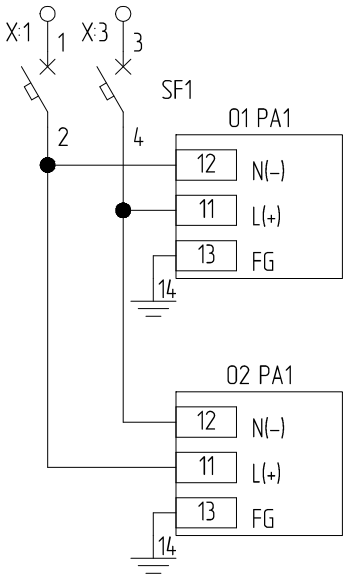 X:1
1
X:3
3
SF1
2
4
01 PA1
12 N(-)
11 L(+)
13 FG
14
02 PA1
12 N(-)
11 L(+)
13 FG
14